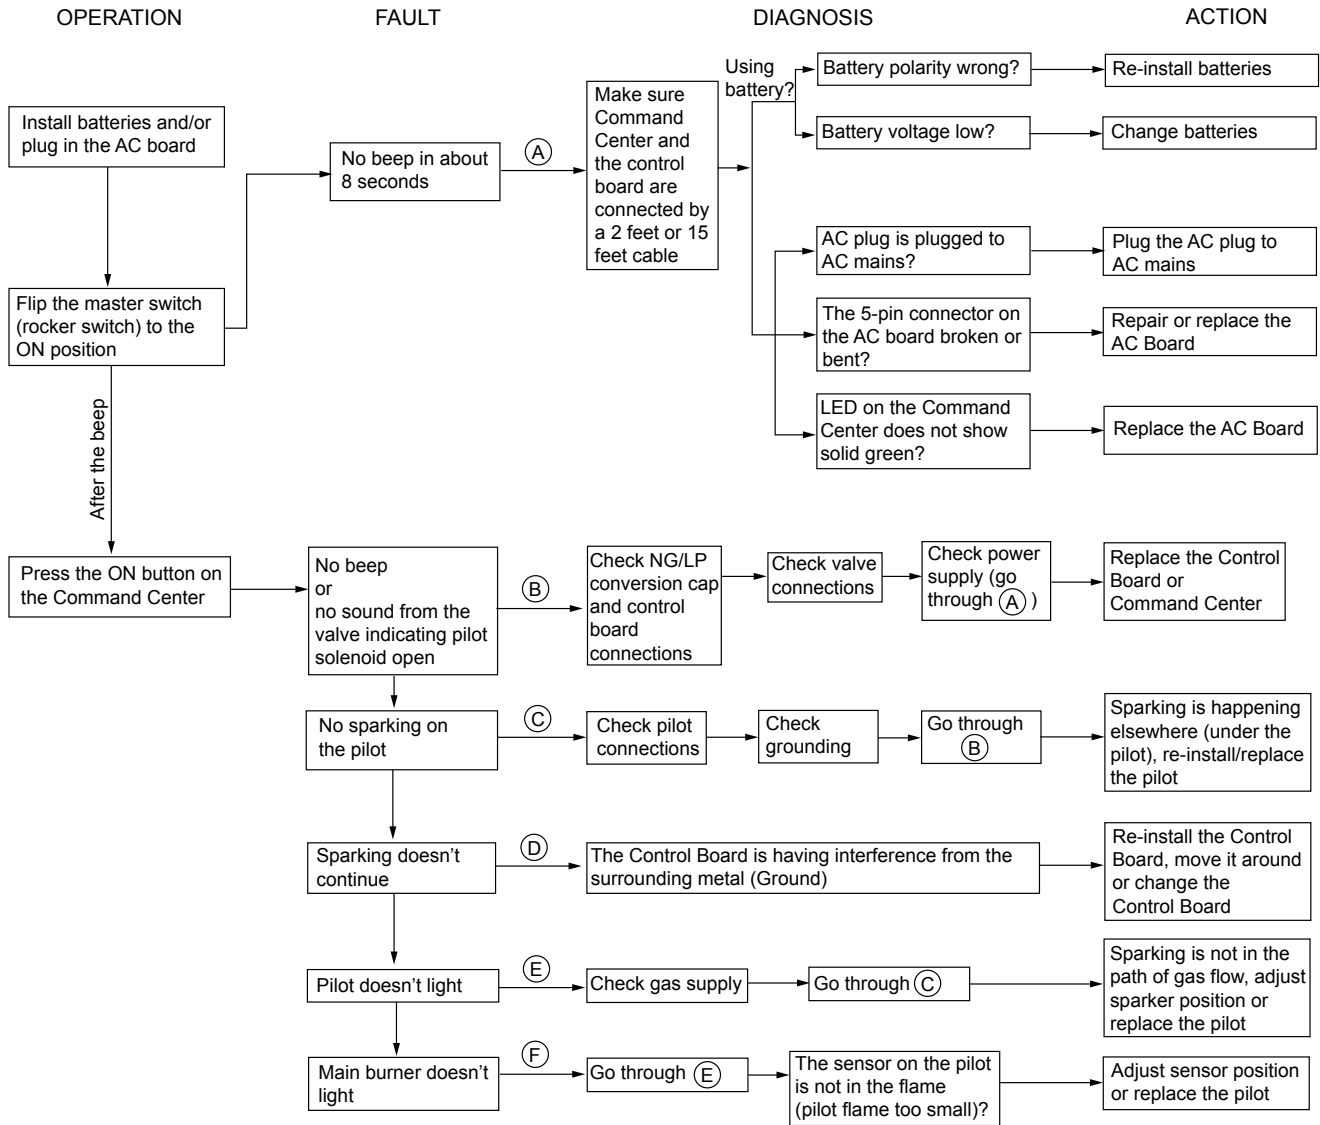 OPERATION
FAULT
DIAGNOSIS
ACTION
Install batteries and/or
plug in the AC board
Flip the master switch
(rocker switch) to the
ON position
No beep in about
8 seconds
A
Make sure
Command
Center and
the control
board are
connected by
a 2 feet or 15
feet cable
Using
battery?
Battery polarity wrong?
Re-install batteries
Battery voltage low?
Change batteries
AC plug is plugged to
AC mains?
Plug the AC plug to
AC mains
The 5-pin connector on
the AC board broken or
bent?
Repair or replace the
AC Board
LED on the Command
Center does not show
solid green?
Replace the AC Board
After the beep
Press the ON button on
the Command Center
No beep
or
no sound from the
valve indicating pilot
solenoid open
B
Check NG/LP
conversion cap
and control
board
connections
Check valve
connections
Check power
supply (go
through A )
Replace the Control
Board or
Command Center
No sparking on
the pilot
C
Check pilot
connections
Check
grounding
Go through
B
Sparking is happening
elsewhere (under the
pilot), re-install/replace
the pilot
Sparking doesn't
continue
D
The Control Board is having interference from the
surrounding metal (Ground)
Re-install the Control
Board, move it around
or change the
Control Board
Pilot doesn't light
E
Check gas supply
Go through C
Sparking is not in the
path of gas flow, adjust
sparker position or
replace the pilot
Main burner doesn't
light
F
Go through E
The sensor on the pilot
is not in the flame
(pilot flame too small)?
Adjust sensor position
or replace the pilot